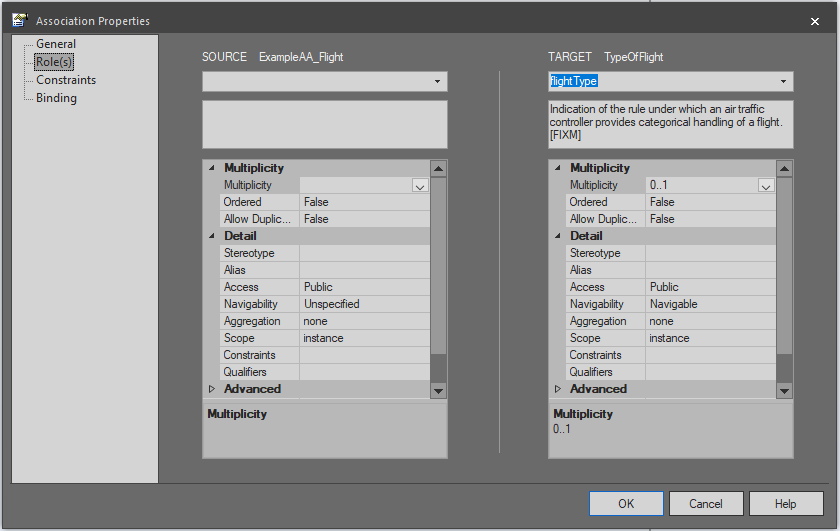 Association Properties
General
Role(s)
Constraints
Binding
SOURCE ExampleAA_Flight
Multiplicity
Multiplicity
Ordered False
Allow Duplic... False
Detail
Stereotype
Alias
Access Public
Navigability Unspecified
Aggregation none
Scope instance
Constraints
Qualifiers
Advanced
Multiplicity
TARGET TypeOfFlight
flightType
Indication of the rule under which an air traffic
controller provides categorical handling of a flight.
[FIXM]
Multiplicity
Multiplicity 0..1
Ordered False
Allow Duplic... False
Detail
Stereotype
Alias
Access Public
Navigability Navigable
Aggregation none
Scope instance
Constraints
Qualifiers
Advanced
Multiplicity
0..1
OK Cancel Help